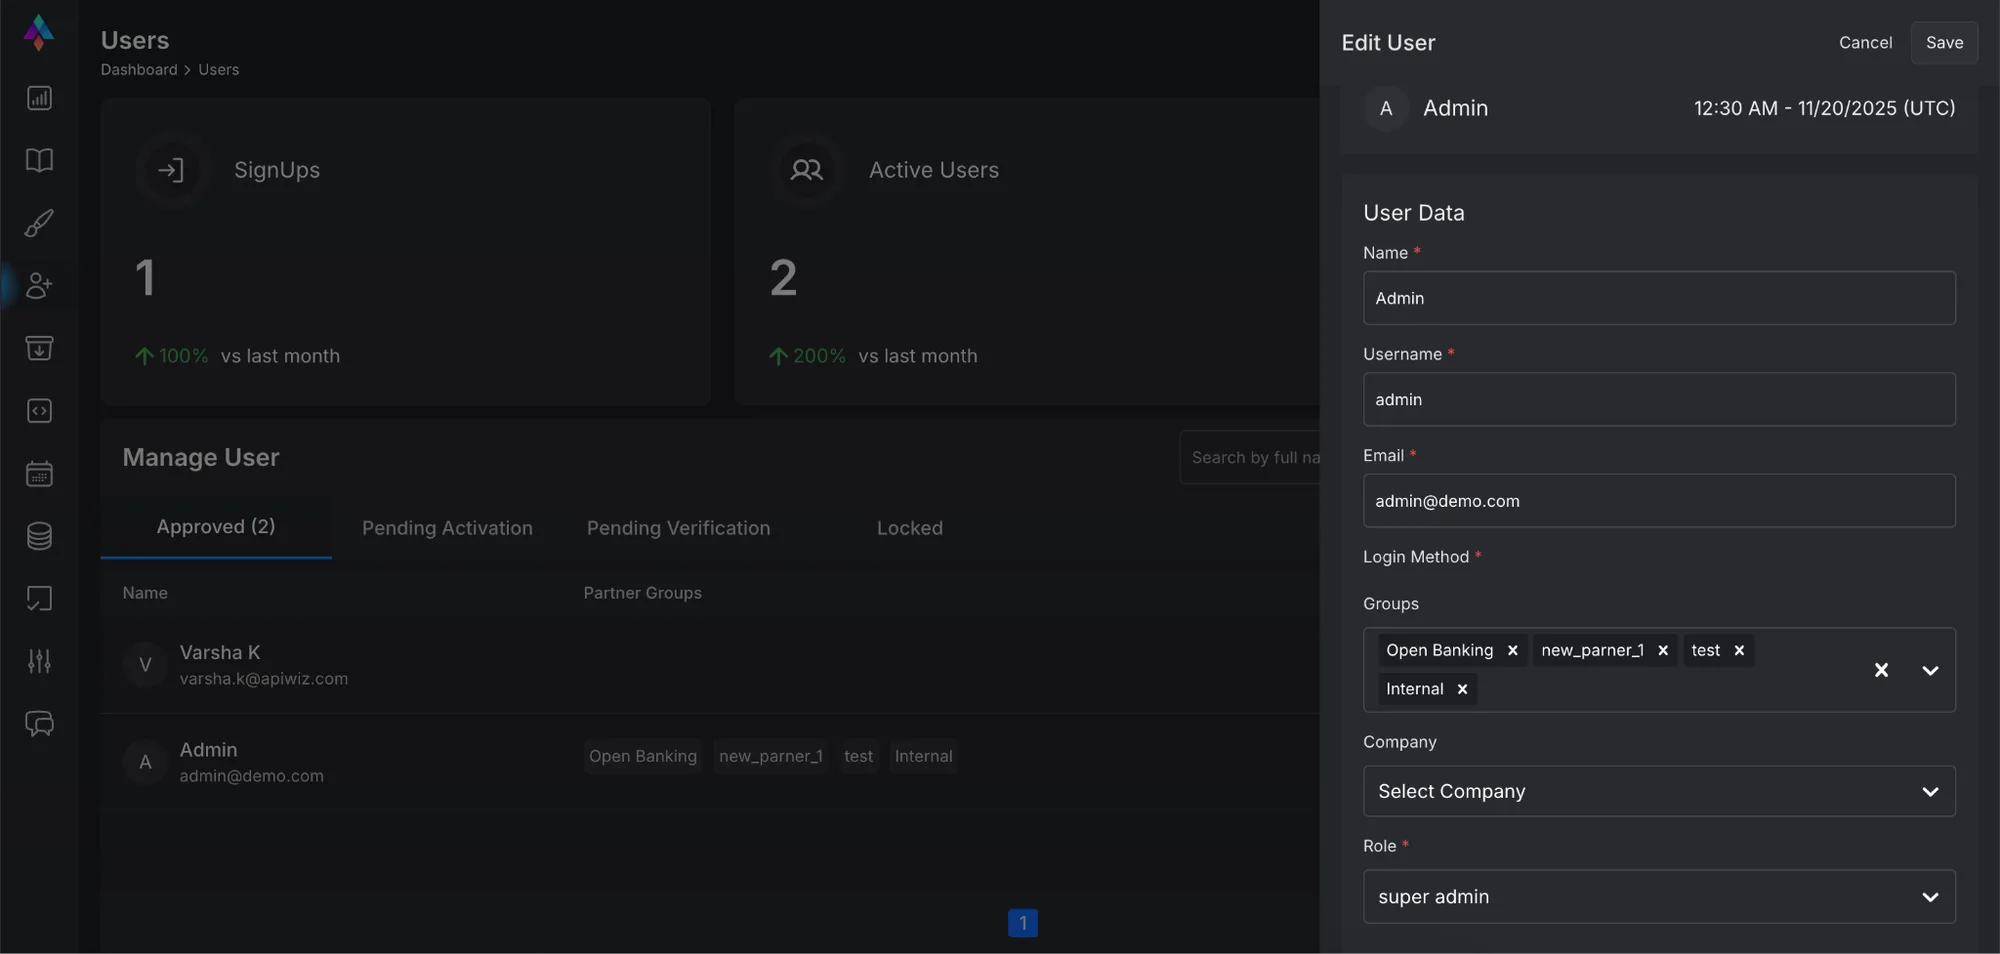 Users
Dashboard > Users
SignUps
1
100% vs last month
Active Users
2
200% vs last month
Manage User
Search by full na
Approved (2)
Pending Activation
Pending Verification
Locked
Name
Partner Groups
V
Varsha K
varsha.k@apiwiz.com
A
Admin
admin@demo.com
Open Banking
new_parner_1
test
Internal
1
Edit User
Cancel
Save
A
Admin
12:30 AM - 11/20/2025 (UTC)
User Data
Name *
Admin
Username *
admin
Email *
admin@demo.com
Login Method *
Groups
Open Banking × new_parner_1 × test ×
Internal ×
Company
Select Company
Role *
super admin